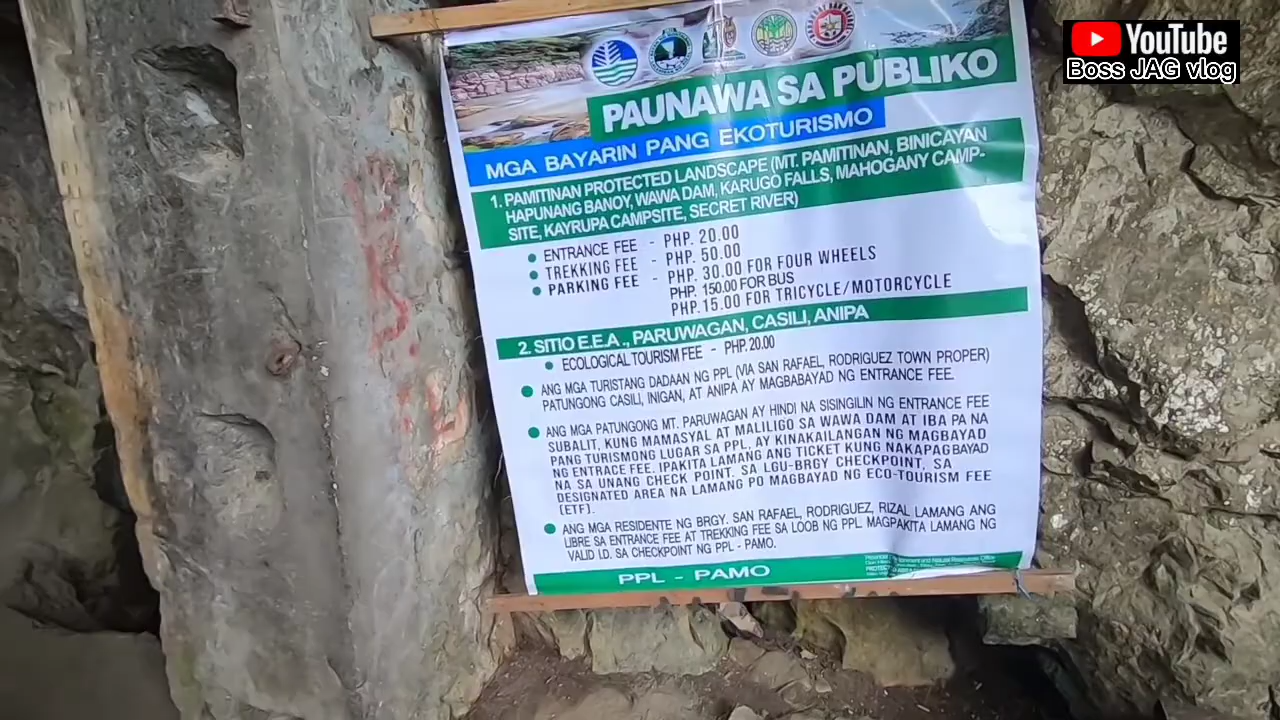 YouTube
Boss JAG vlog
PAUNAWA SA PUBLIKO
MGA BAYARIN PANG EKOTURISMO
1. PAMITINAN PROTECTED LANDSCAPE (MT. PAMITINAN, BINICAYAN
HAPUNANG BANOY, WAWA DAM, KARUGO FALLS, MAHOGANY CAMP-
SITE, KAYRUPA CAMPSITE, SECRET RIVER)
ENTRANCE FEE - PHP. 20.00
TREKKING FEE - PHP. 50.00
PARKING FEE - PHP. 30.00 FOR FOUR WHEELS
PHP. 150.00 FOR BUS
PHP. 15.00 FOR TRICYCLE/MOTORCYCLE
2. SITIO E.E.A., PARUWAGAN, CASILI, ANIPA
ECOLOGICAL TOURISM FEE - PHP. 20.00
ANG MGA TURISTANG DADAAN NG PPL (VIA SAN RAFAEL, RODRIGUEZ TOWN PROPER)
PATUNGONG CASILI, INIGAN, AT ANIPA AY MAGBABAYAD NG ENTRANCE FEE.
ANG MGA PATUNGONG MT. PARUWAGAN AY HINDI NA SISINGILIN NG ENTRANCE FEE
SUBALIT, KUNG MAMASYAL AT MALILIGO SA WAWA DAM AT IBA PA NA
PANG TURISMONG LUGAR SA PPL, AY KINAKAILANGAN NG MAGBAYAD
NG ENTRACE FEE. IPAKITA LAMANG ANG TICKET KUNG NAKAPAGBAYAD
NA SA UNANG CHECK POINT. SA LGU-BRGY CHECKPOINT, SA
DESIGNATED AREA NA LAMANG PO MAGBAYAD NG ECO-TOURISM FEE
(ETF).
ANG MGA RESIDENTE NG BRGY. SAN RAFAEL, RODRIGUEZ, RIZAL LAMANG ANG
LIBRE SA ENTRANCE FEE AT TREKKING FEE SA LOOB NG PPL. MAGPAKITA LAMANG NG
VALID I.D. SA CHECKPOINT NG PPL - PAMO.
PPL - PAMO